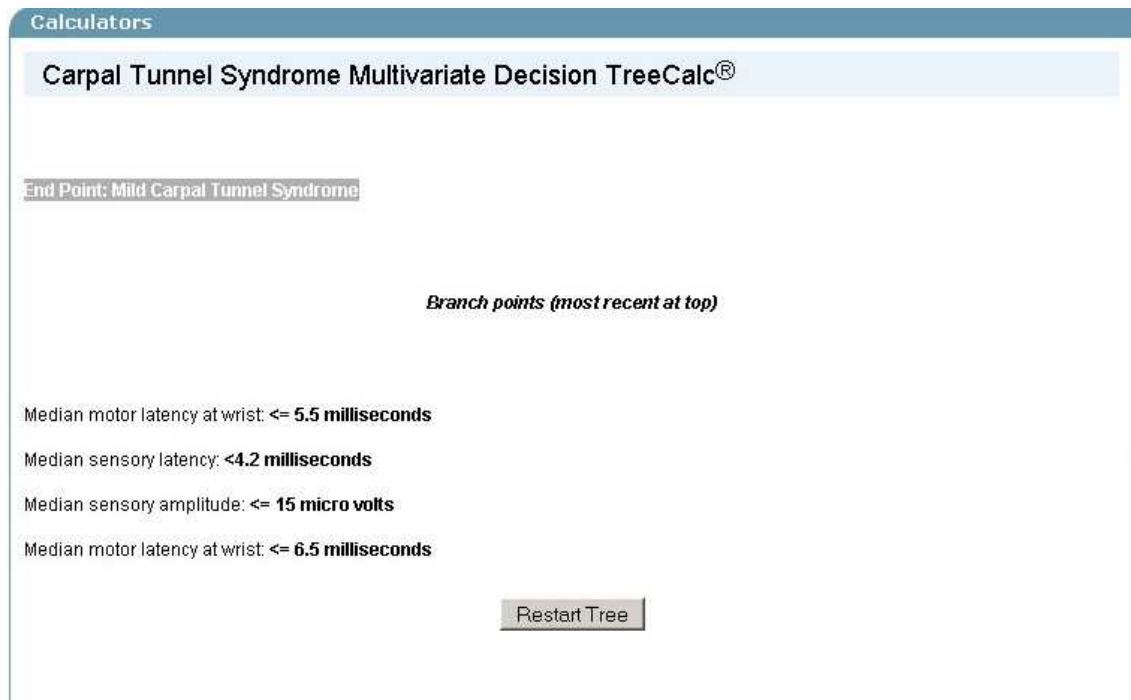 Calculators
Carpal Tunnel Syndrome Multivariate Decision TreeCalc®
End Point: Mild Carpal Tunnel Syndrome
Branch points (most recent at top)
Median motor latency at wrist: <= 5.5 milliseconds
Median sensory latency: <4.2 milliseconds
Median sensory amplitude: <= 15 micro volts
Median motor latency at wrist: <= 6.5 milliseconds
Restart Tree